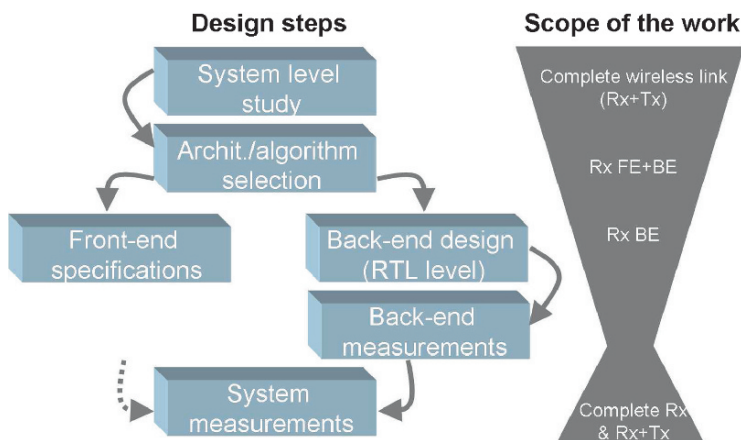 Design steps
Scope of the work
System level
study
Complete wireless link
(Rx+Tx)
Archit./algorithm
selection
Rx FE+BE
Front-end
specifications
Back-end design
(RTL level)
Rx BE
Back-end
measurements
System
measurements
Complete Rx
& Rx+Tx